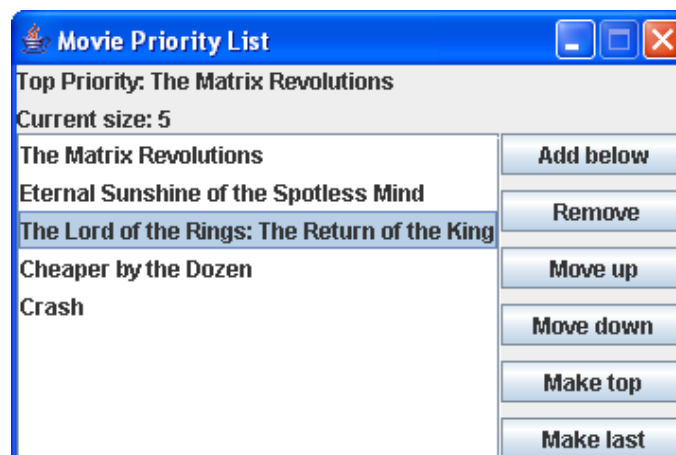 Movie Priority List
Top Priority: The Matrix Revolutions
Current size: 5
The Matrix Revolutions
Eternal Sunshine of the Spotless Mind
The Lord of the Rings: The Return of the King
Cheaper by the Dozen
Crash
Add below
Remove
Move up
Move down
Make top
Make last